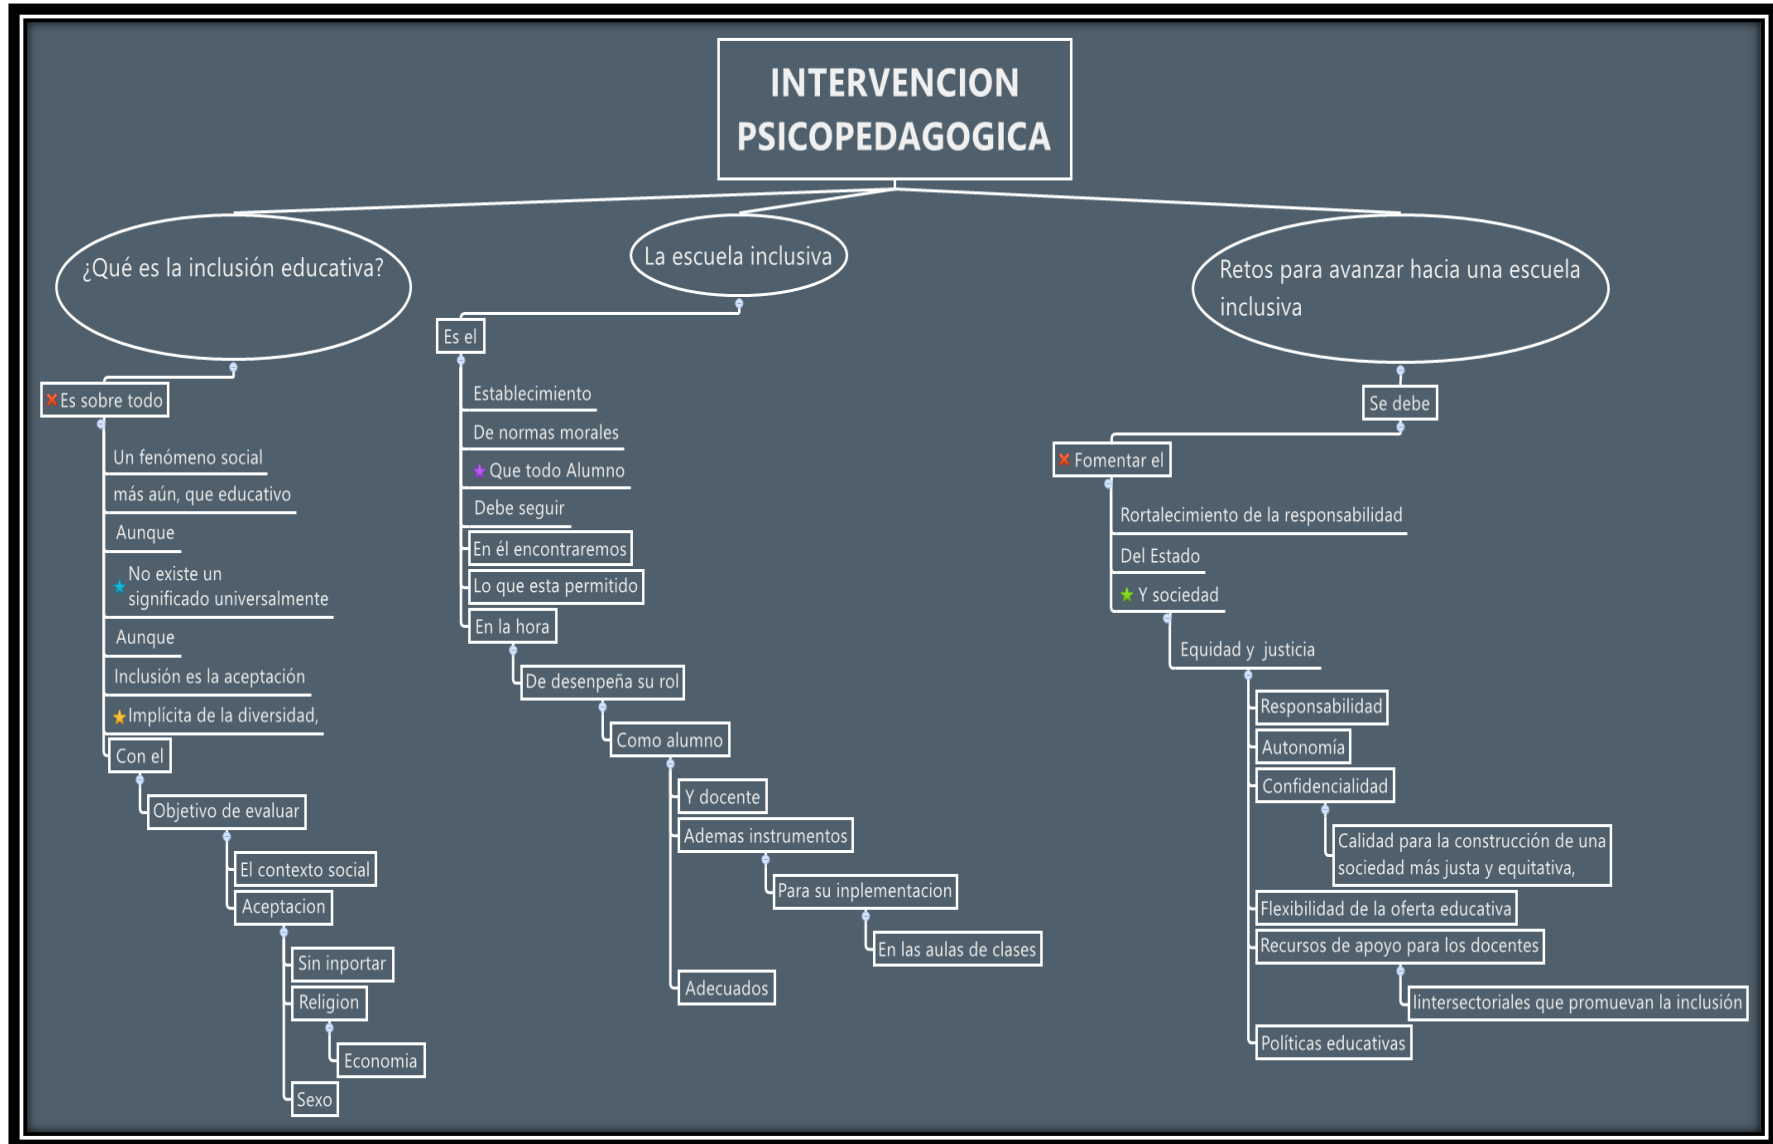 INTERVENCION
PSICOPEDAGOGICA
¿Qué es la inclusión educativa?
Es sobre todo
Un fenómeno social
más aún, que educativo
Aunque
No existe un
significado universalmente
Aunque
Inclusión es la aceptación
Implícita de la diversidad,
Con el
Objetivo de evaluar
El contexto social
Aceptacion
Sin inportar
Religion
Economia
Sexo
La escuela inclusiva
Es el
Establecimiento
De normas morales
Que todo Alumno
Debe seguir
En él encontraremos
Lo que esta permitido
En la hora
De desenpeña su rol
Como alumno
Y docente
Ademas instrumentos
Para su inplementacion
En las aulas de clases
Adecuados
Retos para avanzar hacia una escuela
inclusiva
Se debe
Fomentar el
Rortalecimiento de la responsabilidad
Del Estado
Y sociedad
Equidad y justicia
Responsabilidad
Autonomía
Confidencialidad
Calidad para la construcción de una
sociedad más justa y equitativa,
Flexibilidad de la oferta educativa
Recursos de apoyo para los docentes
Iintersectoriales que promuevan la inclusión
Políticas educativas